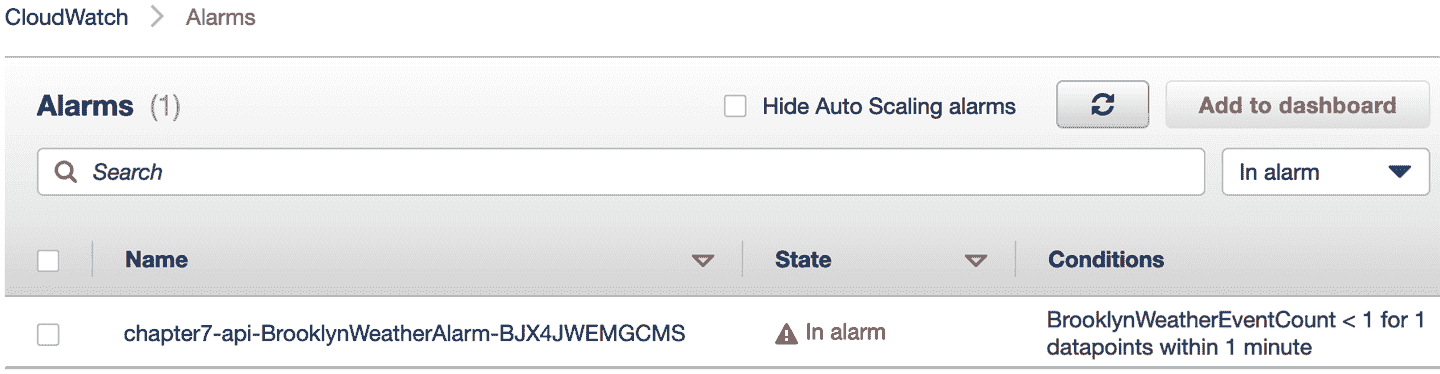 CloudWatch > Alarms
Alarms (1)
Hide Auto Scaling alarms
Add to dashboard
Search
In alarm
Name
State
Conditions
chapter7-api-BrooklynWeatherAlarm-BJX4JWEMGCMS
In alarm
BrooklynWeatherEventCount < 1 for 1
datapoints within 1 minute